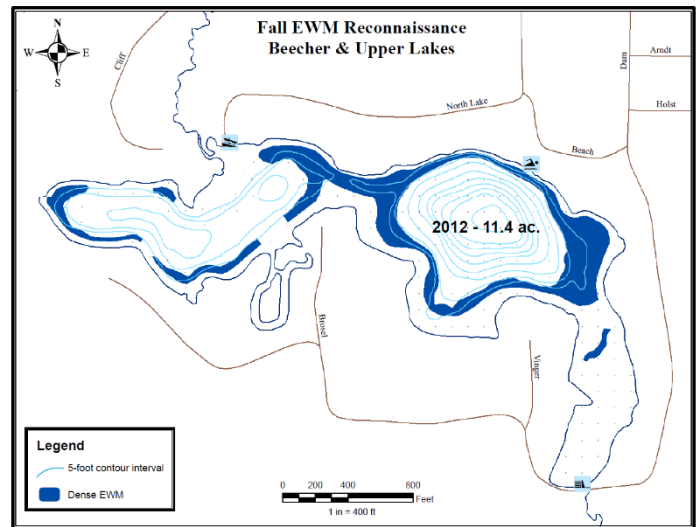 Fall EWM Reconnaissance
Beecher & Upper Lakes
N
W
E
S
Cliff
North Lake
Dam
Arndt
Holst
Beach
2012 - 11.4 ac.
Brosel
Vinger
Legend
5-foot contour interval
Dense EWM
0 200 400 800
Feet
1 in = 400 ft